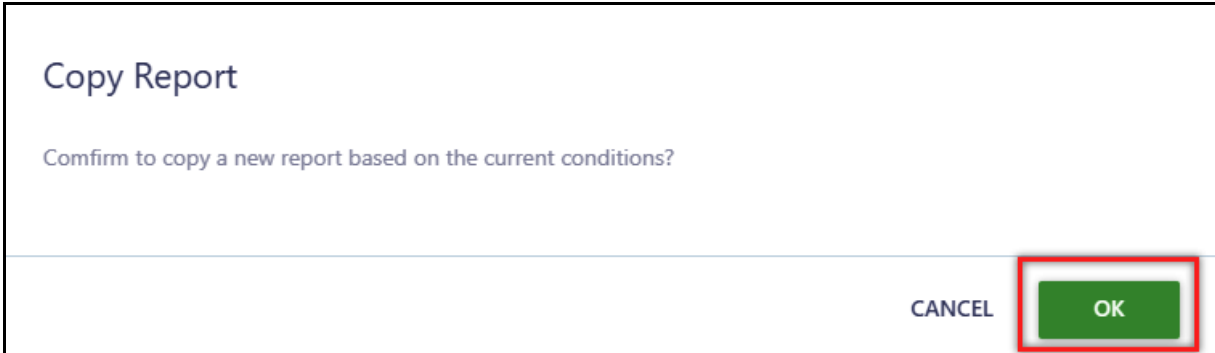 Copy Report
Comfirm to copy a new report based on the current conditions?
CANCEL OK